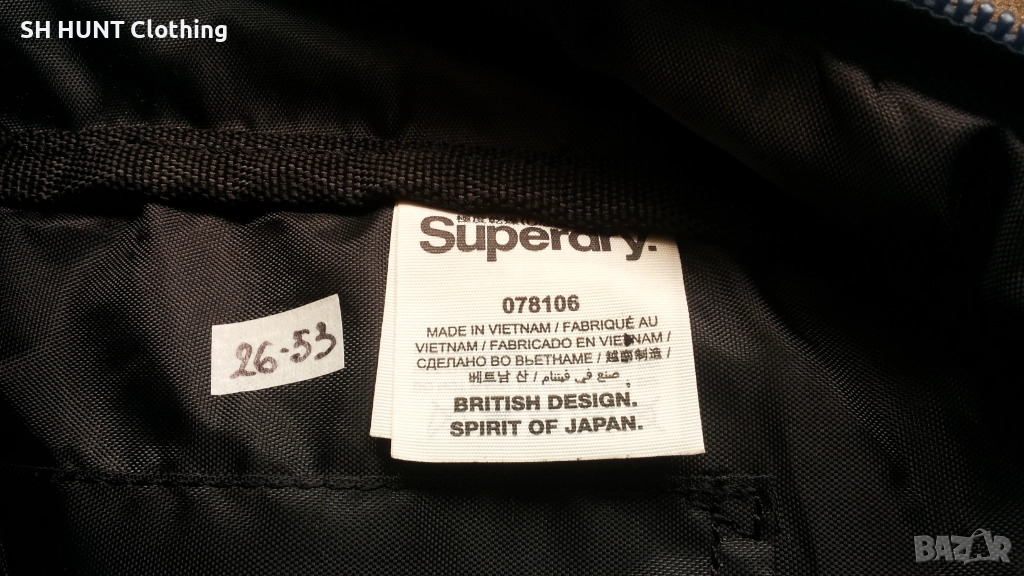 SH HUNT Clothing
Superdry.
078106
MADE IN VIETNAM / FABRIQUÉ AU
VIETNAM / FABRICADO EN VIETNAM /
СДЕЛАНО ВО ВЬЕТНАМЕ / 越南制造 /
베트남 산 / صنع في فيتنام
BRITISH DESIGN.
SPIRIT OF JAPAN.
26-53
BAZAR